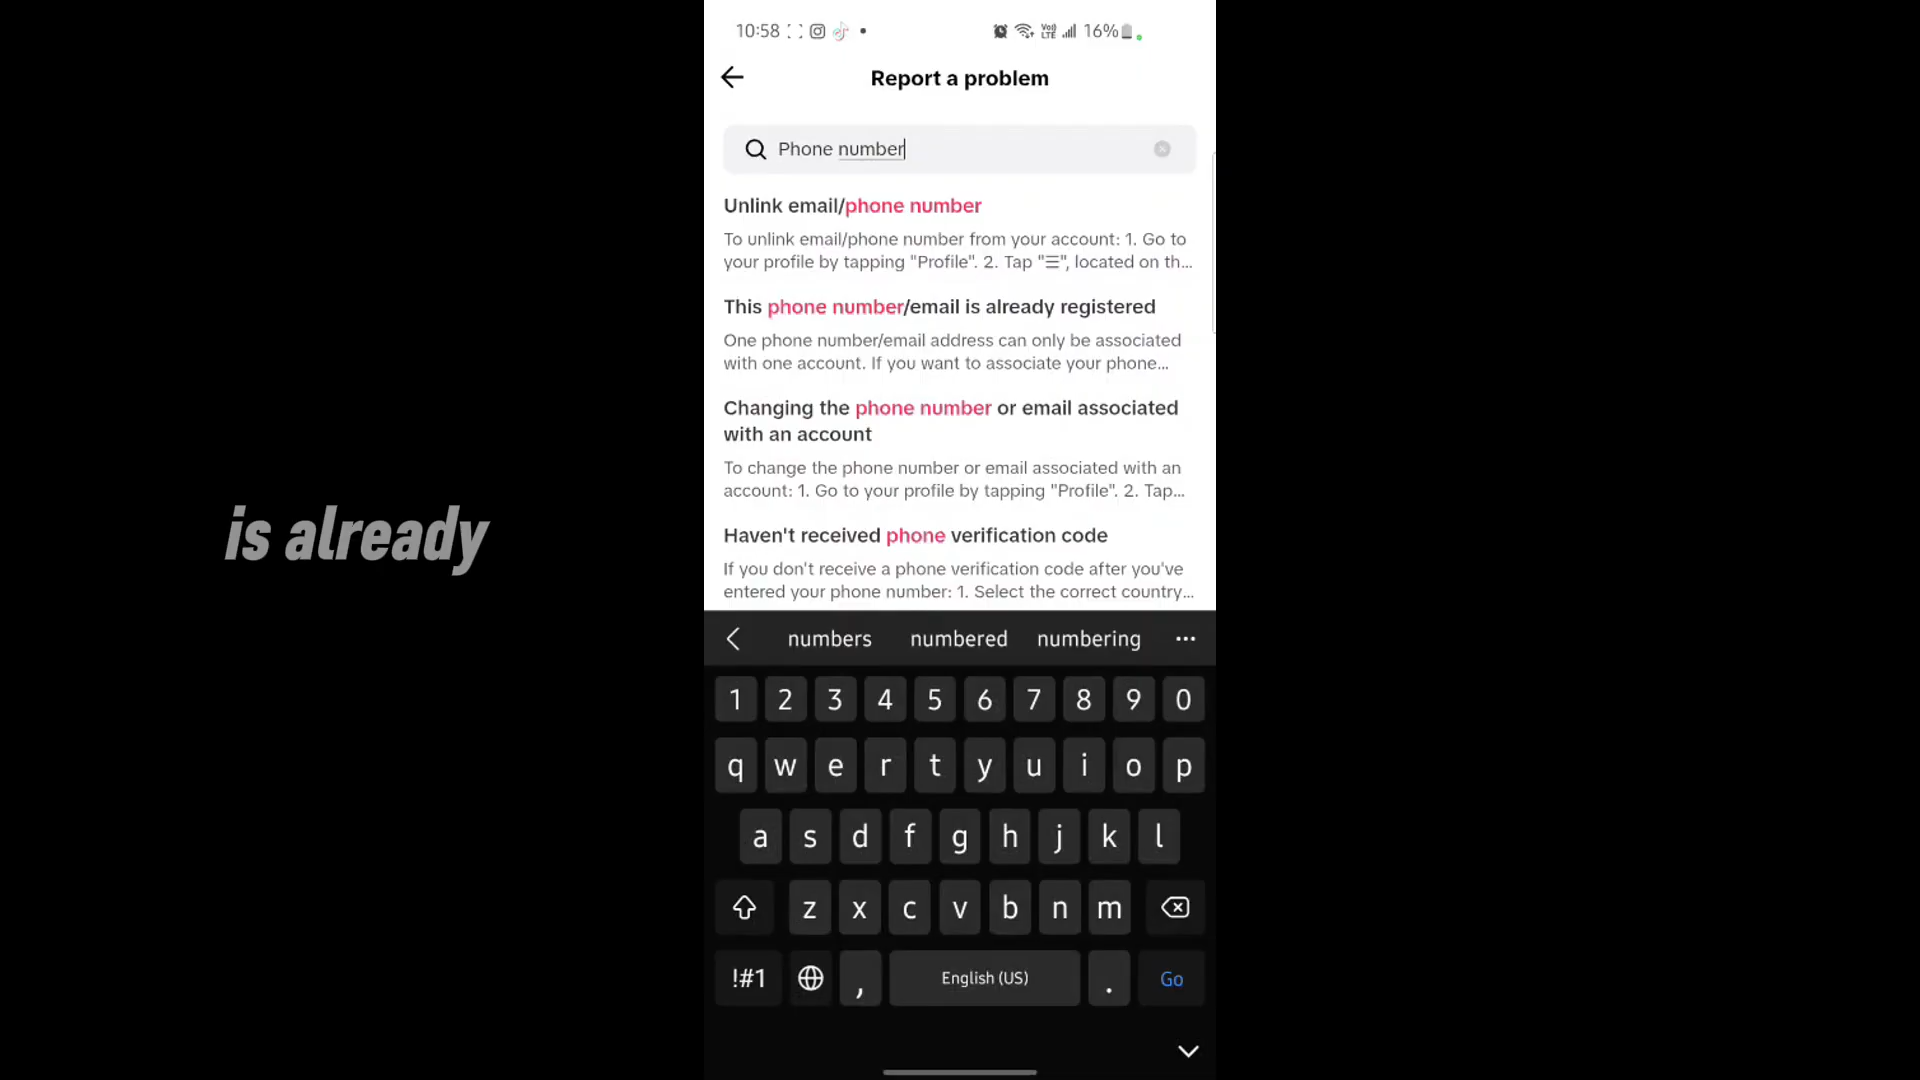 10:58
Vo)) LTE 16%
Report a problem
Phone number
Unlink email/phone number
To unlink email/phone number from your account: 1. Go to
your profile by tapping "Profile". 2. Tap "☰", located on th...
This phone number/email is already registered
One phone number/email address can only be associated
with one account. If you want to associate your phone...
Changing the phone number or email associated
with an account
To change the phone number or email associated with an
account: 1. Go to your profile by tapping "Profile". 2. Tap...
Haven't received phone verification code
If you don't receive a phone verification code after you've
entered your phone number: 1. Select the correct country...
is already
numbers numbered numbering ...
1 2 3 4 5 6 7 8 9 0
q w e r t y u i o p
a s d f g h j k l
z x c v b n m
!#1 , English (US) . Go